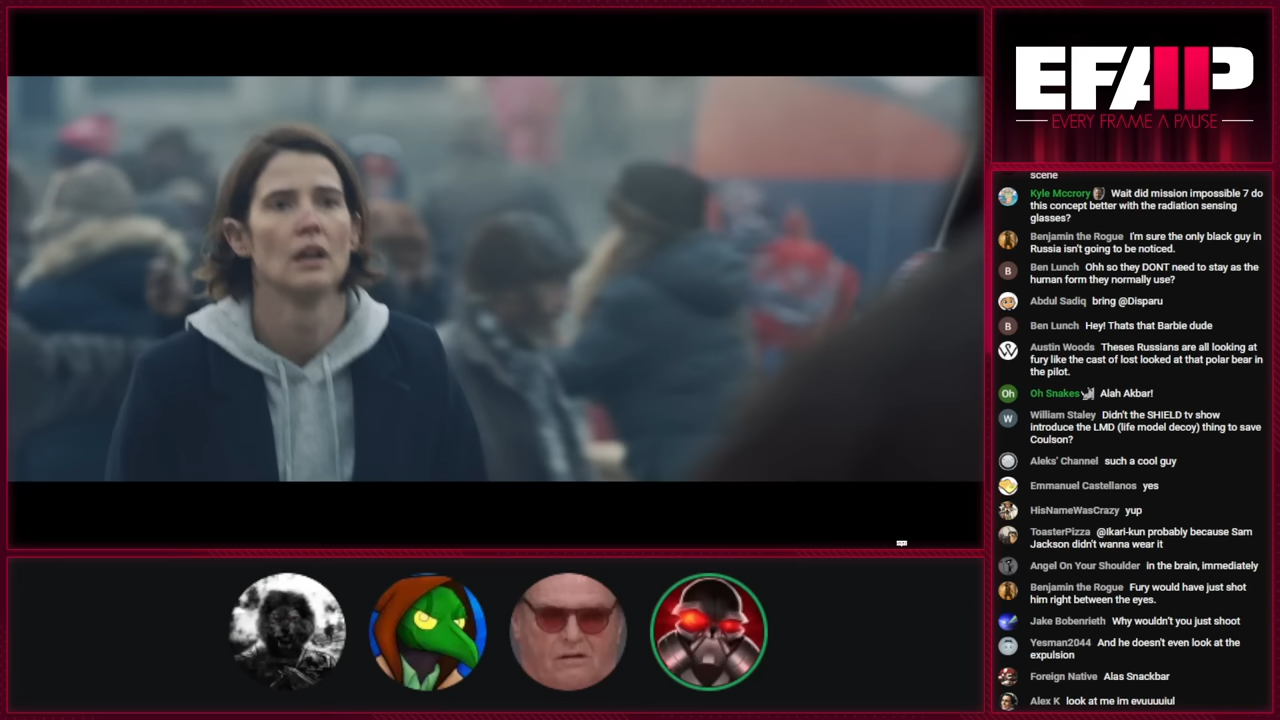 EFAP
EVERY FRAME A PAUSE
scene
Kyle Mccrory Wait did mission impossible 7 do
this concept better with the radiation sensing
glasses?
Benjamin the Rogue I'm sure the only black guy in
Russia isn't going to be noticed.
B Ben Lunch Ohh so they DONT need to stay as the
human form they normally use?
Abdul Sadiq bring @Disparu
B Ben Lunch Hey! Thats that Barbie dude
Austin Woods Theses Russians are all looking at
fury like the cast of lost looked at that polar bear in
the pilot.
Oh Oh Snakes Alah Akbar!
W William Staley Didn't the SHIELD tv show
introduce the LMD (life model decoy) thing to save
Coulson?
Aleks' Channel such a cool guy
Emmanuel Castellanos yes
HisNameWasCrazy yup
ToasterPizza @Ikari-kun probably because Sam
Jackson didn't wanna wear it
Angel On Your Shoulder in the brain, immediately
Benjamin the Rogue Fury would have just shot
him right between the eyes.
Jake Bobenrieth Why wouldn't you just shoot
Yesman2044 And he doesn't even look at the
expulsion
Foreign Native Alas Snackbar
Alex K look at me im evuuuuiul